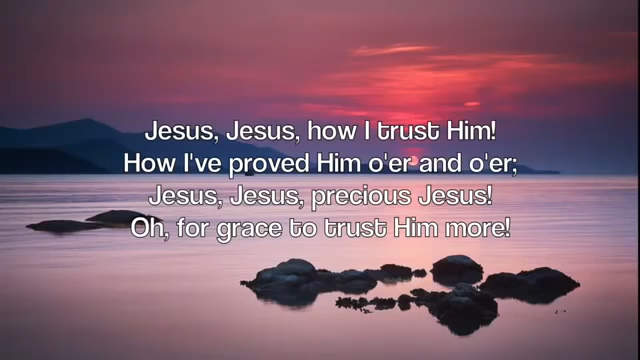 Jesus, Jesus, how I trust Him!
How I've proved Him o'er and o'er;
Jesus, Jesus, precious Jesus!
Oh, for grace to trust Him more!